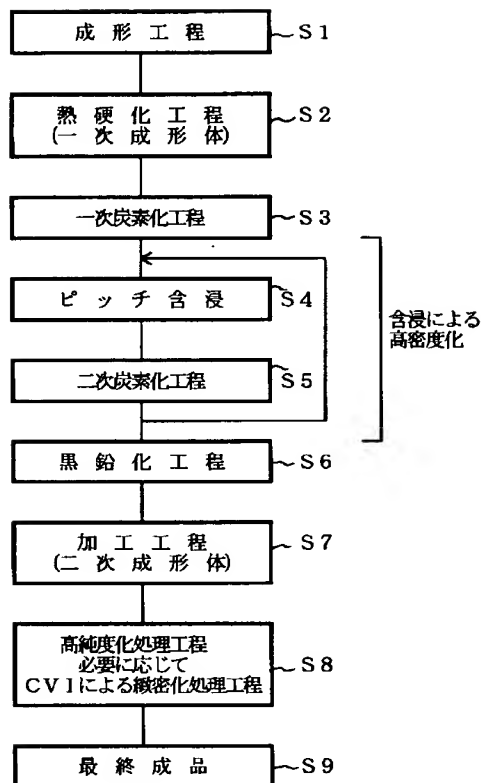 成形工程 S1
熱硬化工程 S2
(一次成形体)
一次炭素化工程 S3
ピッチ含浸 S4
含浸による
高密度化
二次炭素化工程 S5
黒鉛化工程 S6
加工工程 S7
(二次成形体)
高純度化処理工程
必要に応じて S8
CVIによる緻密化処理工程
最終成品 S9